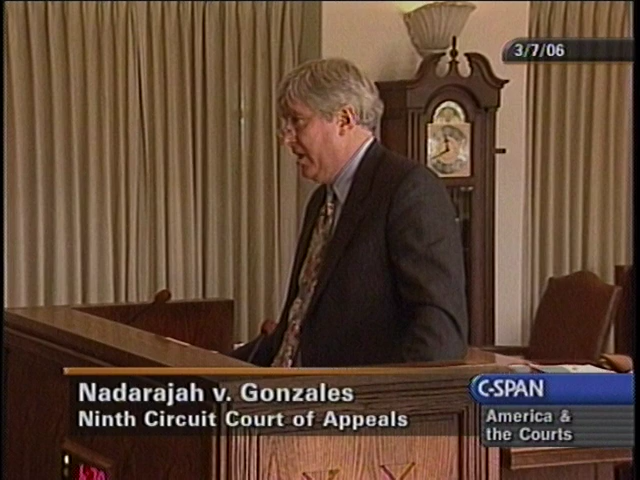 3/7/06
Nadarajah v. Gonzales
Ninth Circuit Court of Appeals
C-SPAN
America &
the Courts